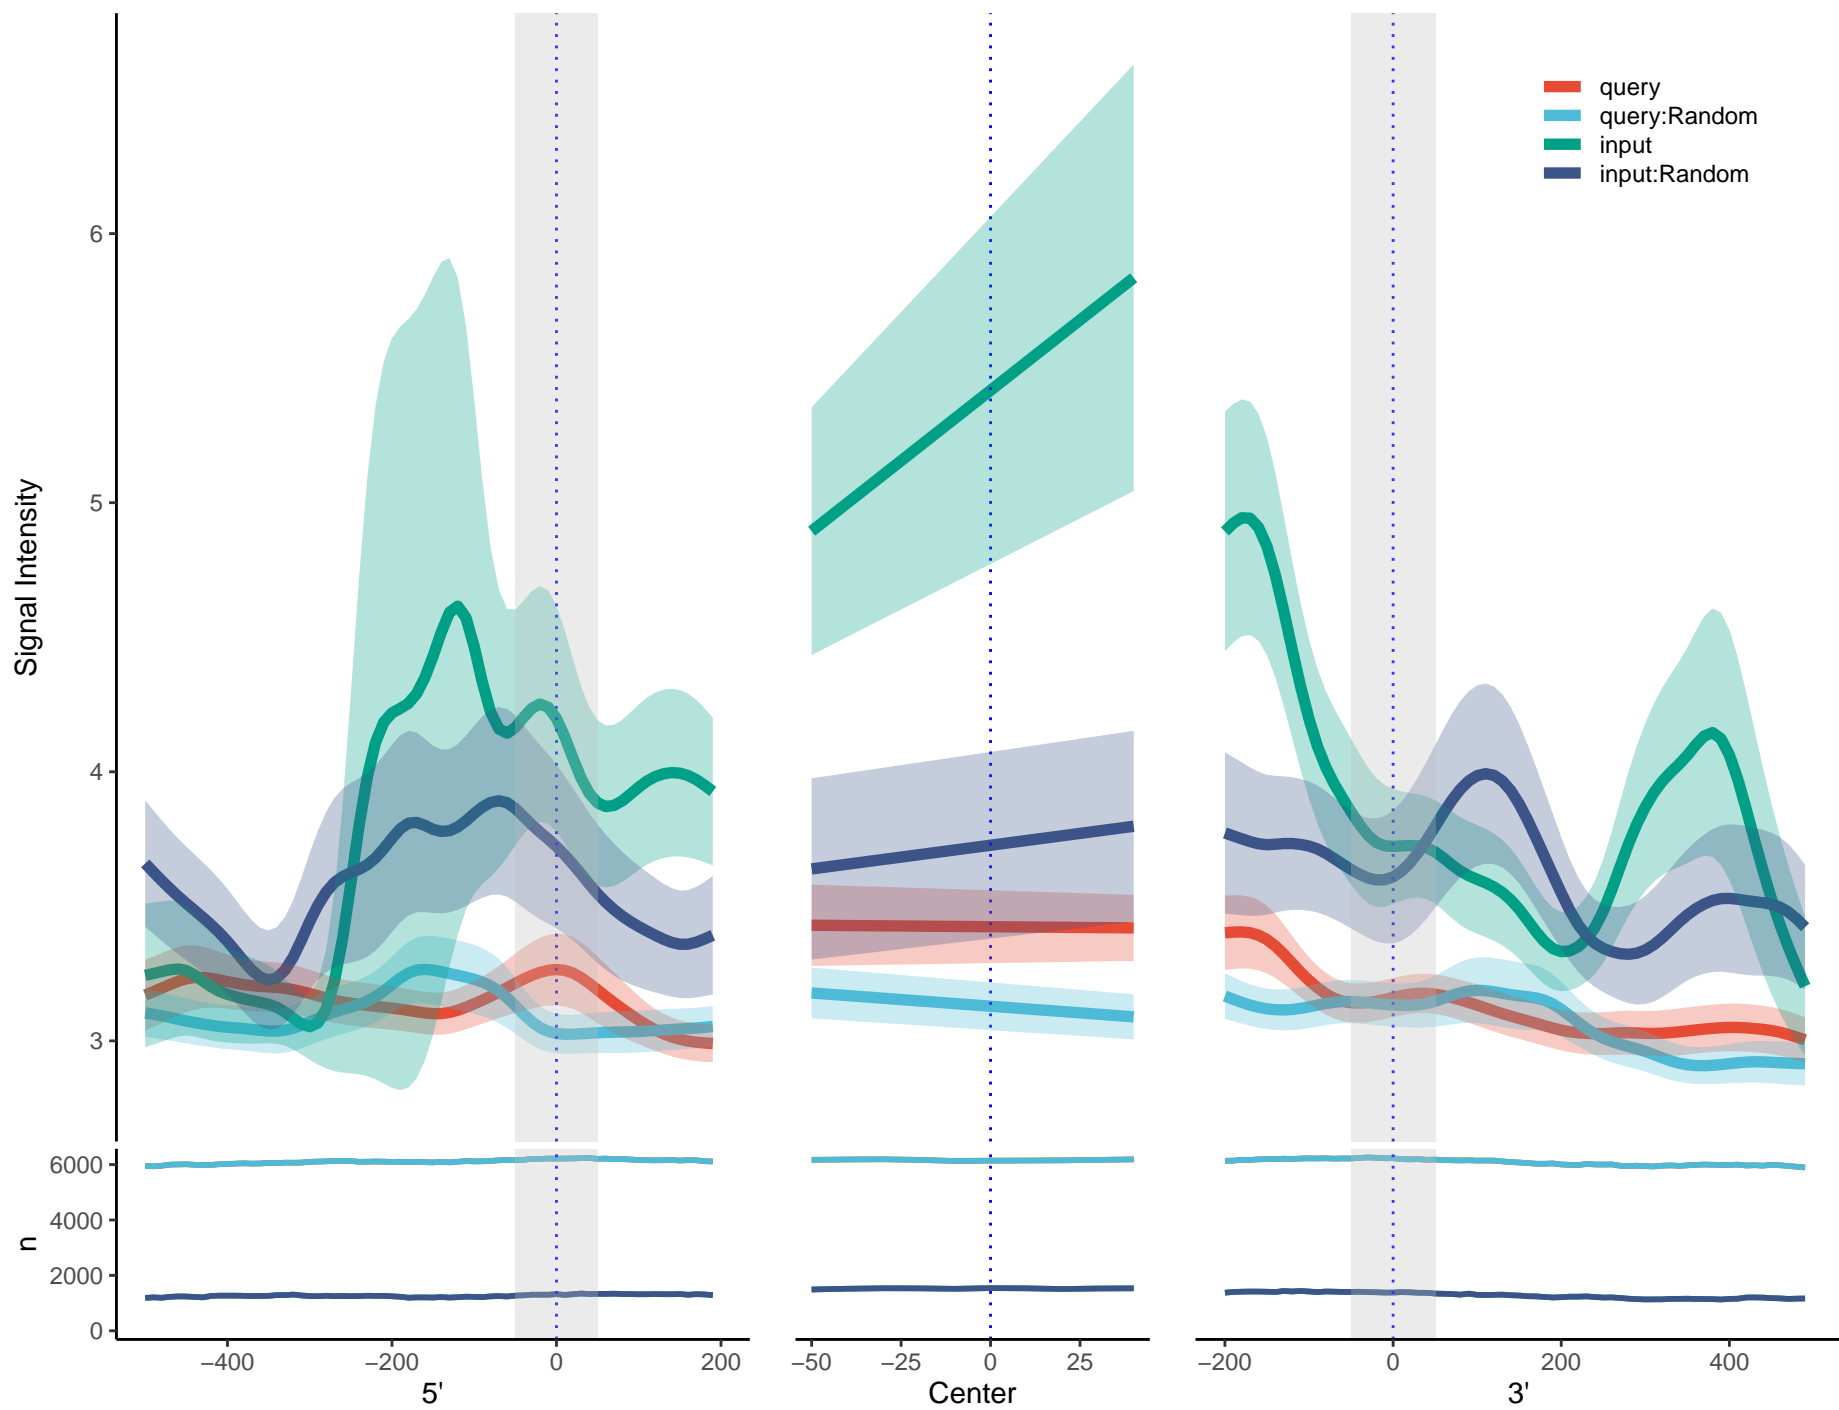 query
query:Random
input
input:Random
Signal Intensity
6
5
4
3
n
6000
4000
2000
0
−400 −200 0 200
−50 −25 0 25
−200 0 200 400
5'
Center
3'